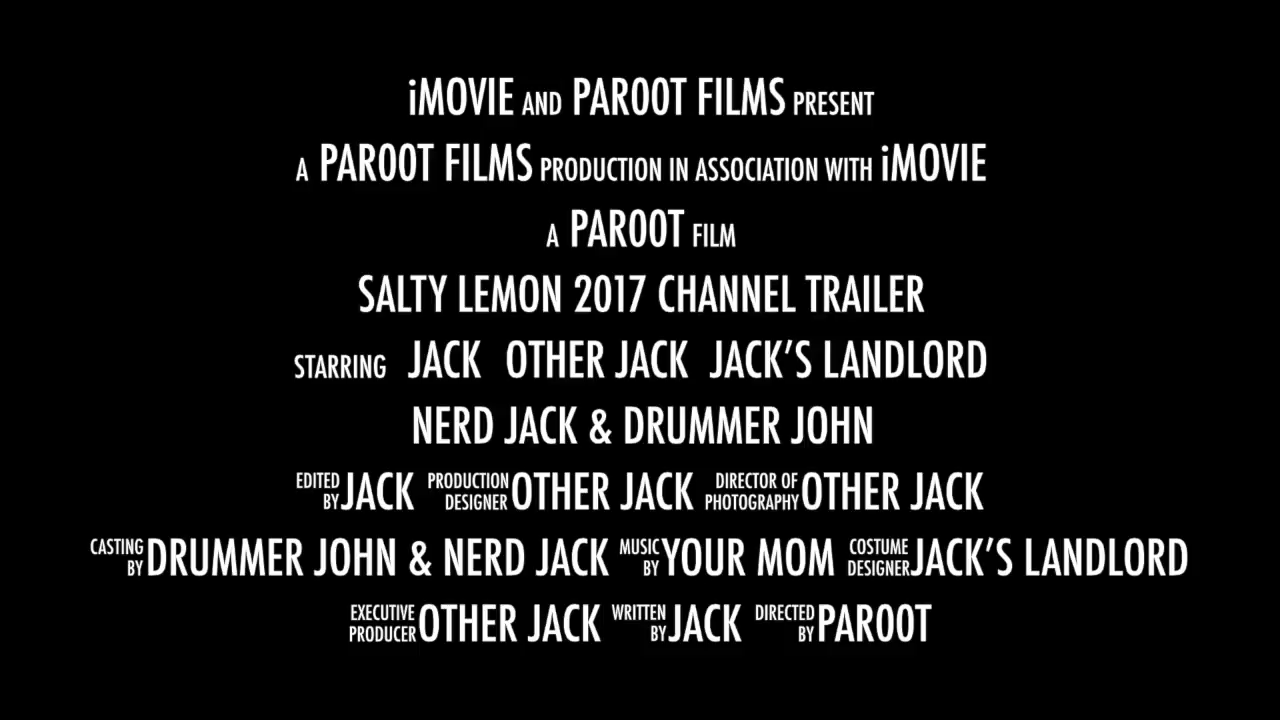 iMOVIE AND PAROOT FILMS PRESENT
A PAROOT FILMS PRODUCTION IN ASSOCIATION WITH iMOVIE
A PAROOT FILM
SALTY LEMON 2017 CHANNEL TRAILER
STARRING JACK OTHER JACK JACK’S LANDLORD
NERD JACK & DRUMMER JOHN
EDITED BY JACK PRODUCTION DESIGNER OTHER JACK DIRECTOR OF PHOTOGRAPHY OTHER JACK
CASTING BY DRUMMER JOHN & NERD JACK MUSIC BY YOUR MOM COSTUME DESIGNER JACK’S LANDLORD
EXECUTIVE PRODUCER OTHER JACK WRITTEN BY JACK DIRECTED BY PAROOT